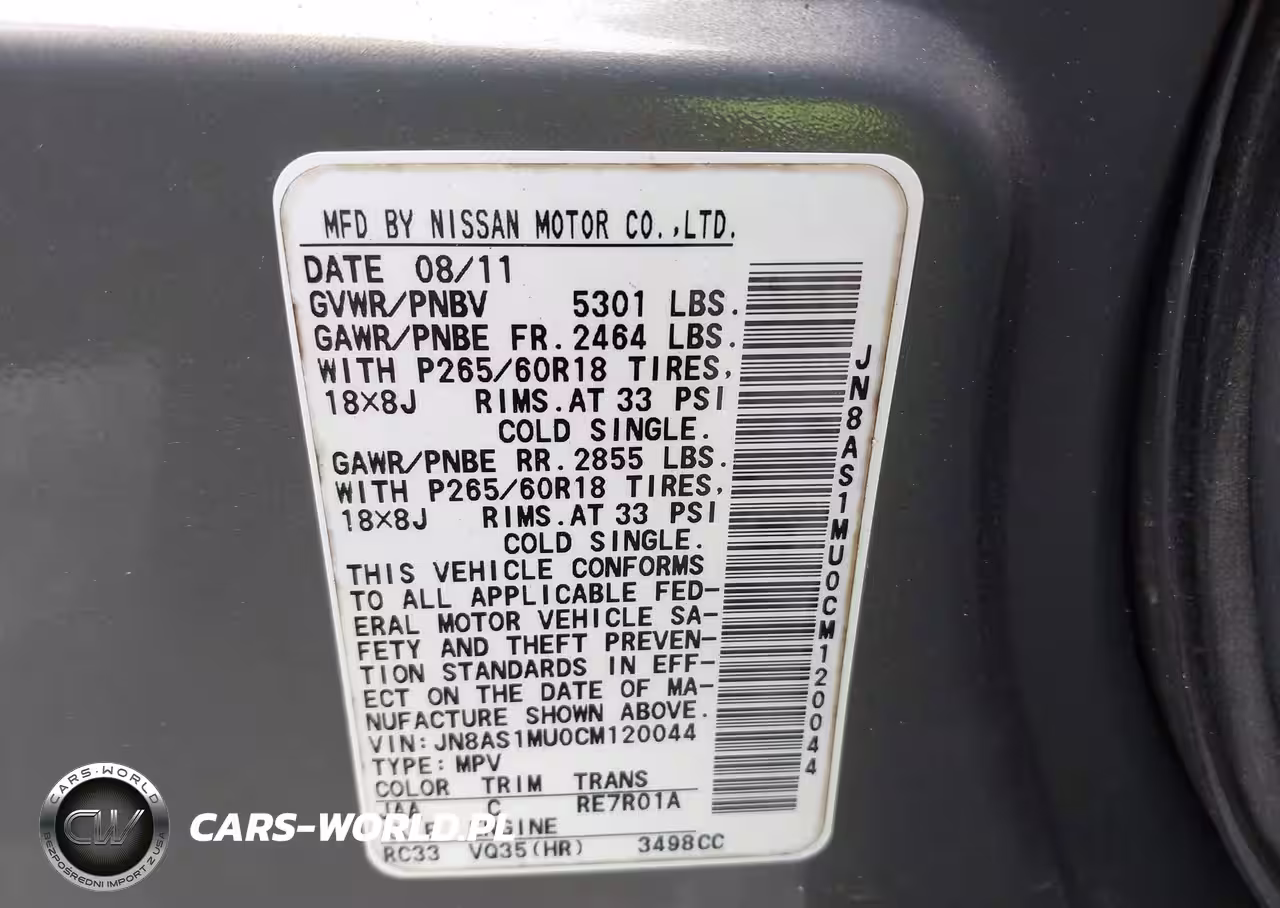 MFD BY NISSAN MOTOR CO.,LTD.
DATE 08/11
GVWR/PNBV 5301 LBS.
GAWR/PNBE FR. 2464 LBS.
WITH P265/60R18 TIRES,
18×8J RIMS. AT 33 PSI
COLD SINGLE.
GAWR/PNBE RR. 2855 LBS.
WITH P265/60R18 TIRES,
18×8J RIMS. AT 33 PSI
COLD SINGLE.
THIS VEHICLE CONFORMS
TO ALL APPLICABLE FED-
ERAL MOTOR VEHICLE SA-
FETY AND THEFT PREVEN-
TION STANDARDS IN EFF-
ECT ON THE DATE OF MA-
NUFACTURE SHOWN ABOVE.
VIN: JN8AS1MU0CM120044
TYPE: MPV
COLOR TRIM TRANS
C RE7R01A
RC33 VQ35(HR) 3498CC
JN8AS1MU0CM120044
CARS-WORLD
CW
BEZPOŚREDNI IMPORT Z USA
CARS-WORLD.PL